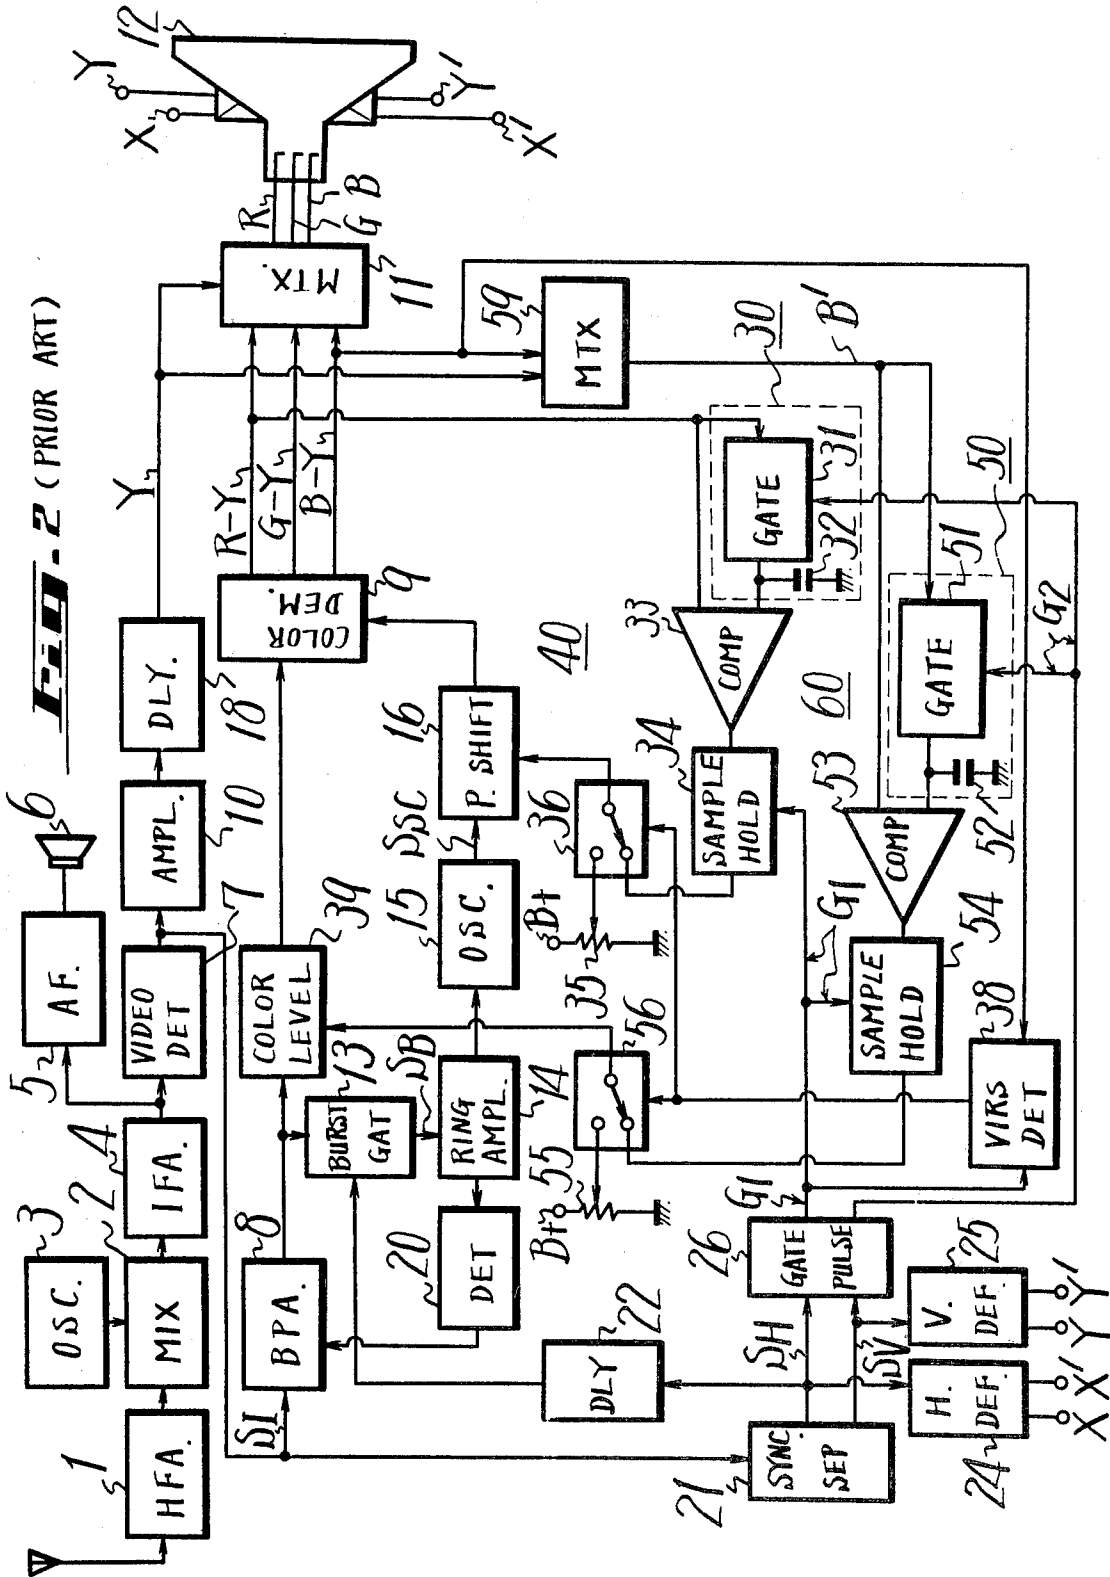 Fig-2 (PRIOR ART)
1
HFA.
3
OSC.
2
MIX
4
IFA.
5
AF.
6
7
VIDEO
DET
10
AMPL.
18
DLY.
Y
SI
8
BPA.
39
COLOR
LEVEL
13
BURST
GAT
SB
14
RING
AMPL.
20
DET
15
OSC.
SSC
16
P. SHIFT
9
COLOR
DEM.
R-Y
G-Y
B-Y
11
MTX.
R
G
B
12
X
Y
X'
Y'
59
MTX
B'
30
31
GATE
32
33
COMP
40
34
SAMPLE
HOLD
35
B+
36
50
51
GATE
52
53
COMP
60
54
SAMPLE
HOLD
55
B+
56
38
VIRS
DET
G1
G1
G2
21
SYNC.
SEP
22
DLY
SH
SV
26
GATE
PULSE
24
H.
DEF.
25
V.
DEF.
X
X'
Y
Y'